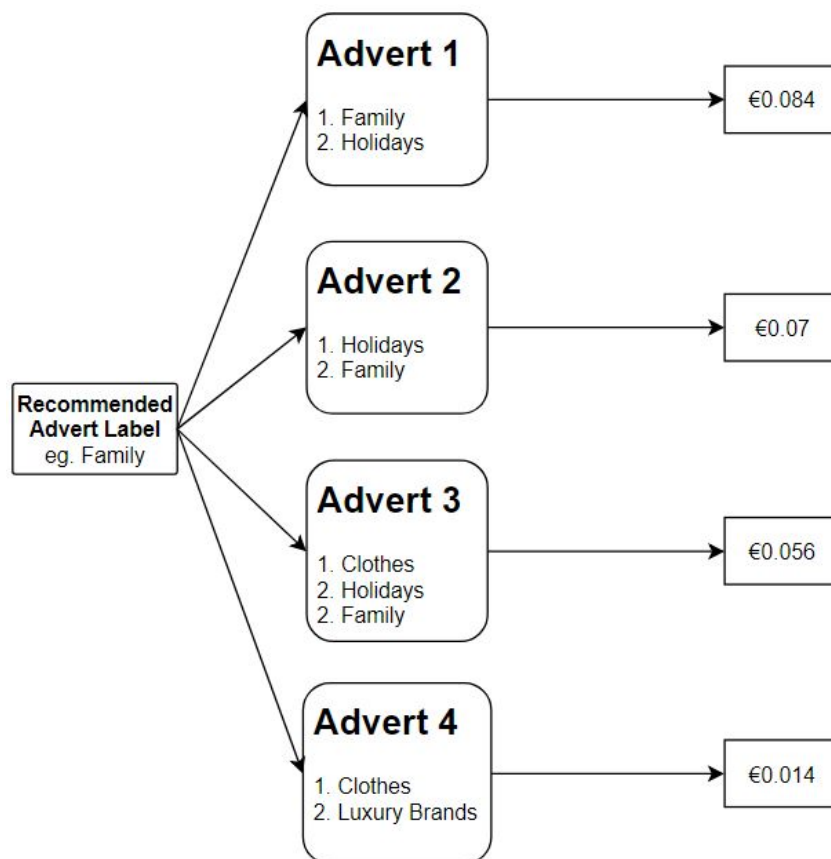 Advert 1
1. Family
2. Holidays
€0.084
Advert 2
1. Holidays
2. Family
€0.07
Recommended
Advert Label
eg. Family
Advert 3
1. Clothes
2. Holidays
2. Family
€0.056
Advert 4
1. Clothes
2. Luxury Brands
€0.014